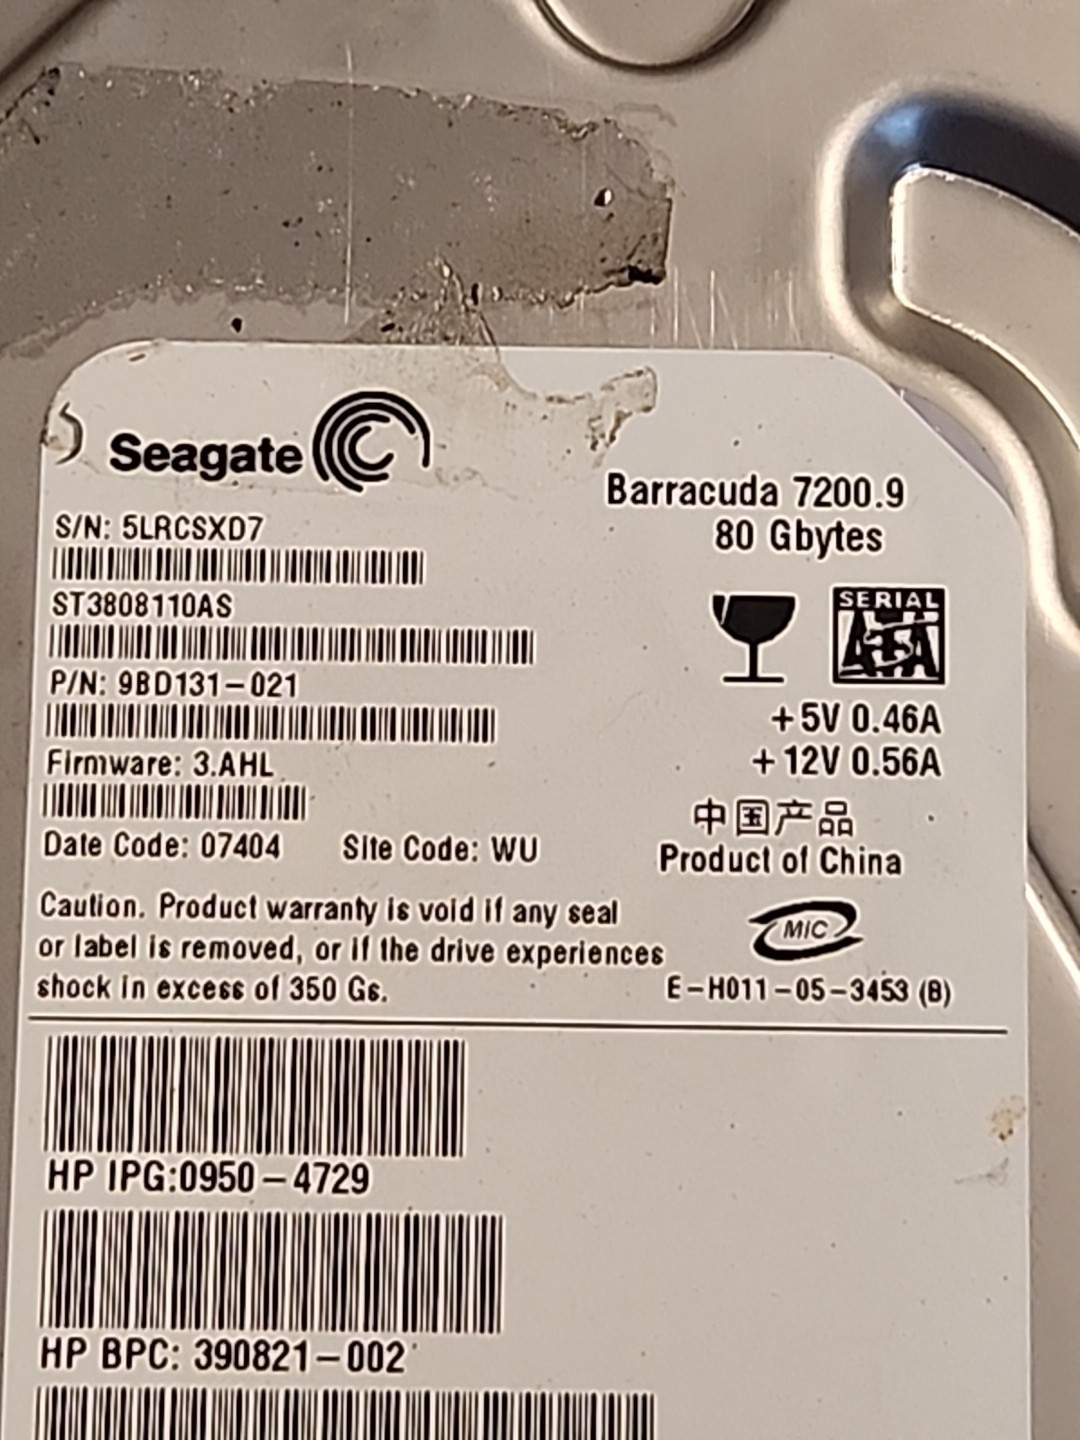 Seagate
Barracuda 7200.9
80 Gbytes
S/N: 5LRCSXD7
ST3808110AS
P/N: 9BD131-021
Firmware: 3.AHL
Date Code: 07404 Site Code: WU
SERIAL
ATA
+5V 0.46A
+12V 0.56A
中国产品
Product of China
Caution. Product warranty is void if any seal
or label is removed, or if the drive experiences
shock in excess of 350 Gs.
MIC
E-H011-05-3453 (B)
HP IPG:0950-4729
HP BPC: 390821-002